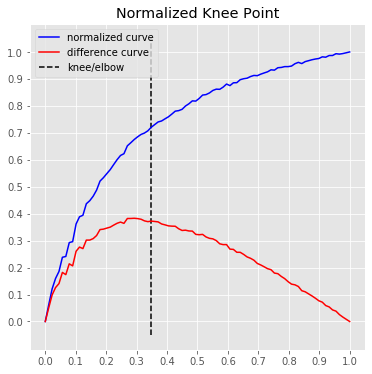 Normalized Knee Point
normalized curve
difference curve
knee/elbow
1.0
0.9
0.8
0.7
0.6
0.5
0.4
0.3
0.2
0.1
0.0
0.0 0.1 0.2 0.3 0.4 0.5 0.6 0.7 0.8 0.9 1.0